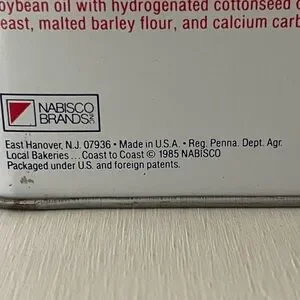 oybean oil with hydrogenated cottonseed
east, malted barley flour, and calcium carb
NABISCO
BRANDS INC
East Hanover, N.J. 07936 • Made in U.S.A. • Reg. Penna. Dept. Agr.
Local Bakeries... Coast to Coast © 1985 NABISCO
Packaged under U.S. and foreign patents.